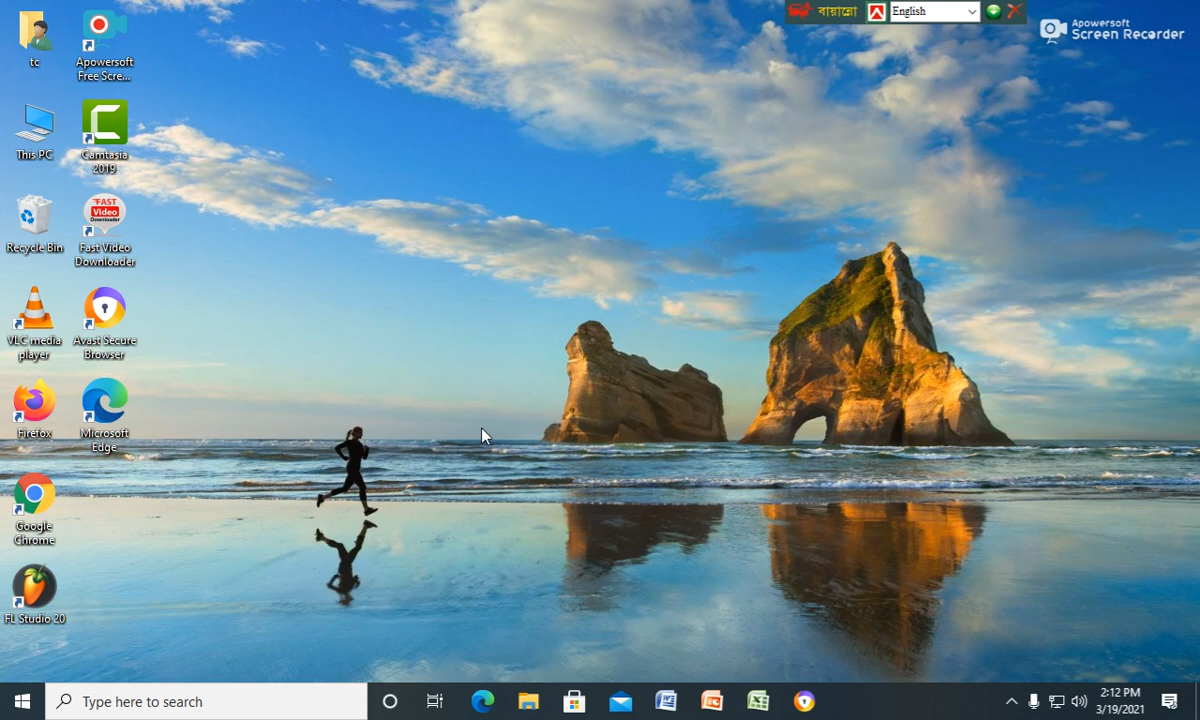 বায়ান্নো
English
Apowersoft
Screen Recorder
tc
Apowersoft
Free Scre...
This PC
Camtasia
2019
Recycle Bin
FAST
Video
Downloader
Fast Video
Downloader
VLC media
player
Avast Secure
Browser
Firefox
Microsoft
Edge
Google
Chrome
FL Studio 20
Type here to search
2:12 PM
3/19/2021